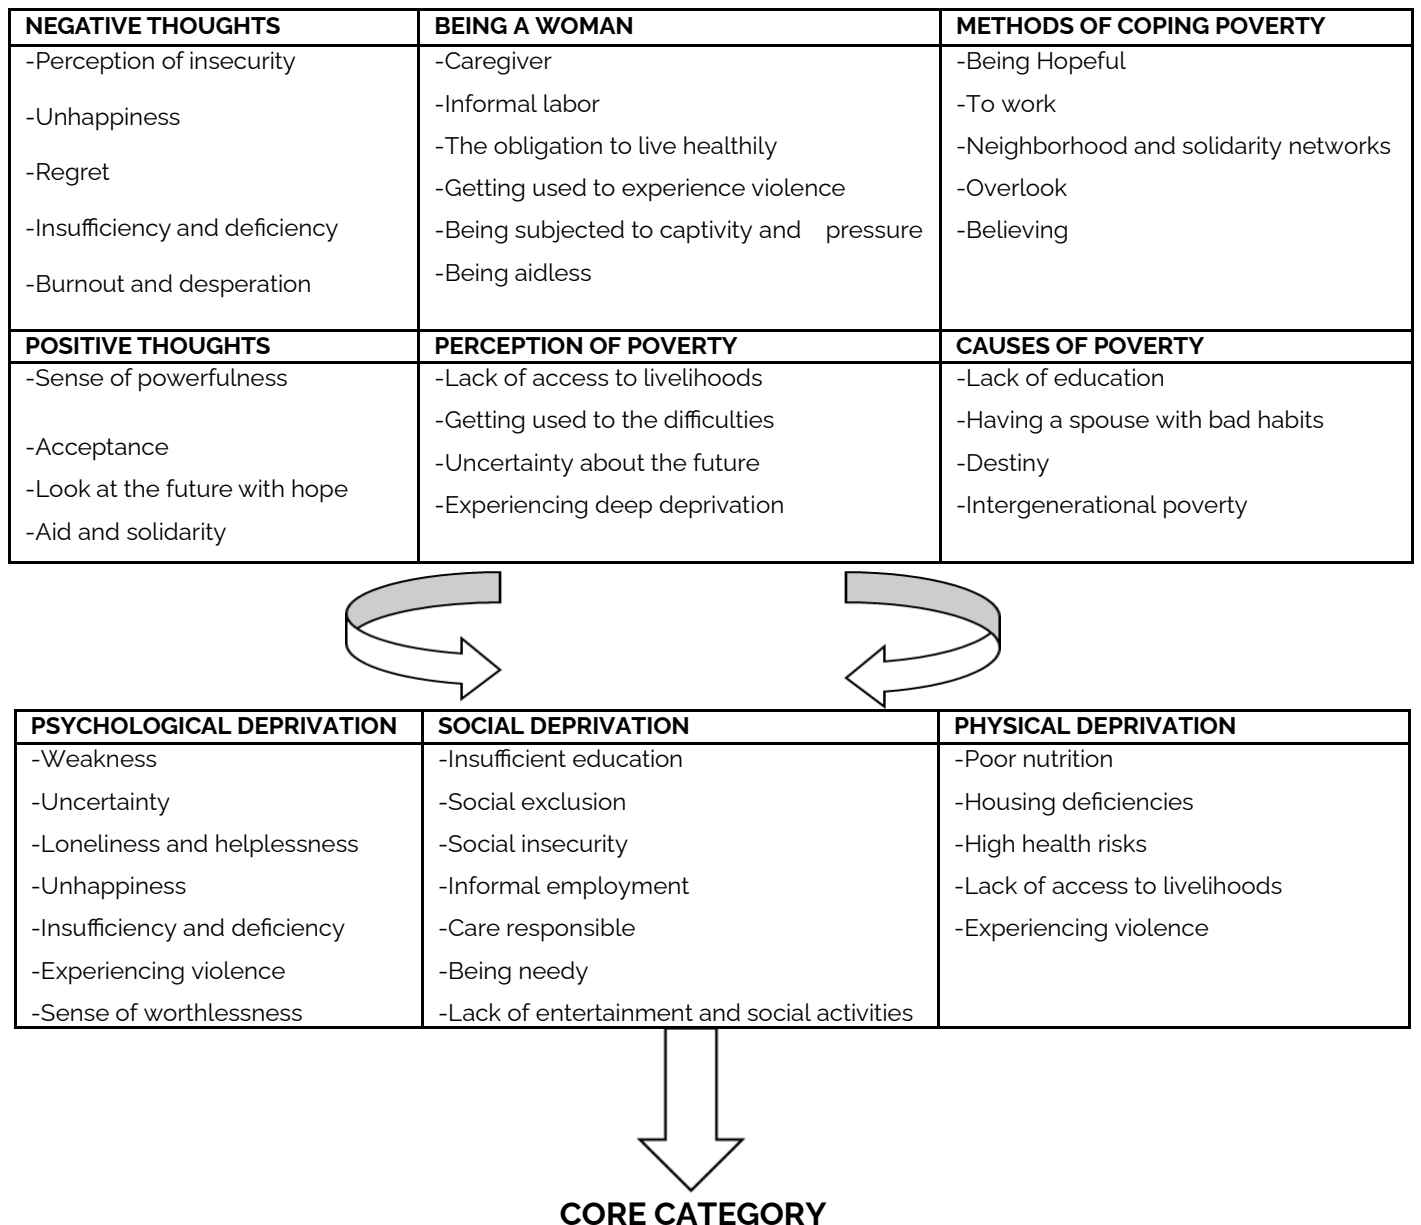 NEGATIVE THOUGHTS
-Perception of insecurity
-Unhappiness
-Regret
-Insufficiency and deficiency
-Burnout and desperation
BEING A WOMAN
-Caregiver
-Informal labor
-The obligation to live healthily
-Getting used to experience violence
-Being subjected to captivity and pressure
-Being aidless
METHODS OF COPING POVERTY
-Being Hopeful
-To work
-Neighborhood and solidarity networks
-Overlook
-Believing
POSITIVE THOUGHTS
-Sense of powerfulness
-Acceptance
-Look at the future with hope
-Aid and solidarity
PERCEPTION OF POVERTY
-Lack of access to livelihoods
-Getting used to the difficulties
-Uncertainty about the future
-Experiencing deep deprivation
CAUSES OF POVERTY
-Lack of education
-Having a spouse with bad habits
-Destiny
-Intergenerational poverty
PSYCHOLOGICAL DEPRIVATION
-Weakness
-Uncertainty
-Loneliness and helplessness
-Unhappiness
-Insufficiency and deficiency
-Experiencing violence
-Sense of worthlessness
SOCIAL DEPRIVATION
-Insufficient education
-Social exclusion
-Social insecurity
-Informal employment
-Care responsible
-Being needy
-Lack of entertainment and social activities
PHYSICAL DEPRIVATION
-Poor nutrition
-Housing deficiencies
-High health risks
-Lack of access to livelihoods
-Experiencing violence
CORE CATEGORY